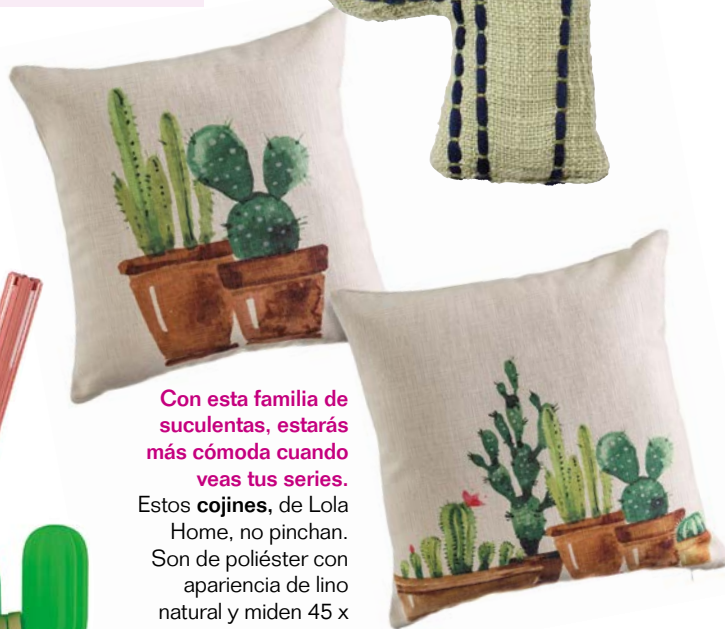 Con esta familia de
suculentas, estarás
más cómoda cuando
veas tus series.
Estos cojines, de Lola
Home, no pinchan.
Son de poliéster con
apariencia de lino
natural y miden 45 x